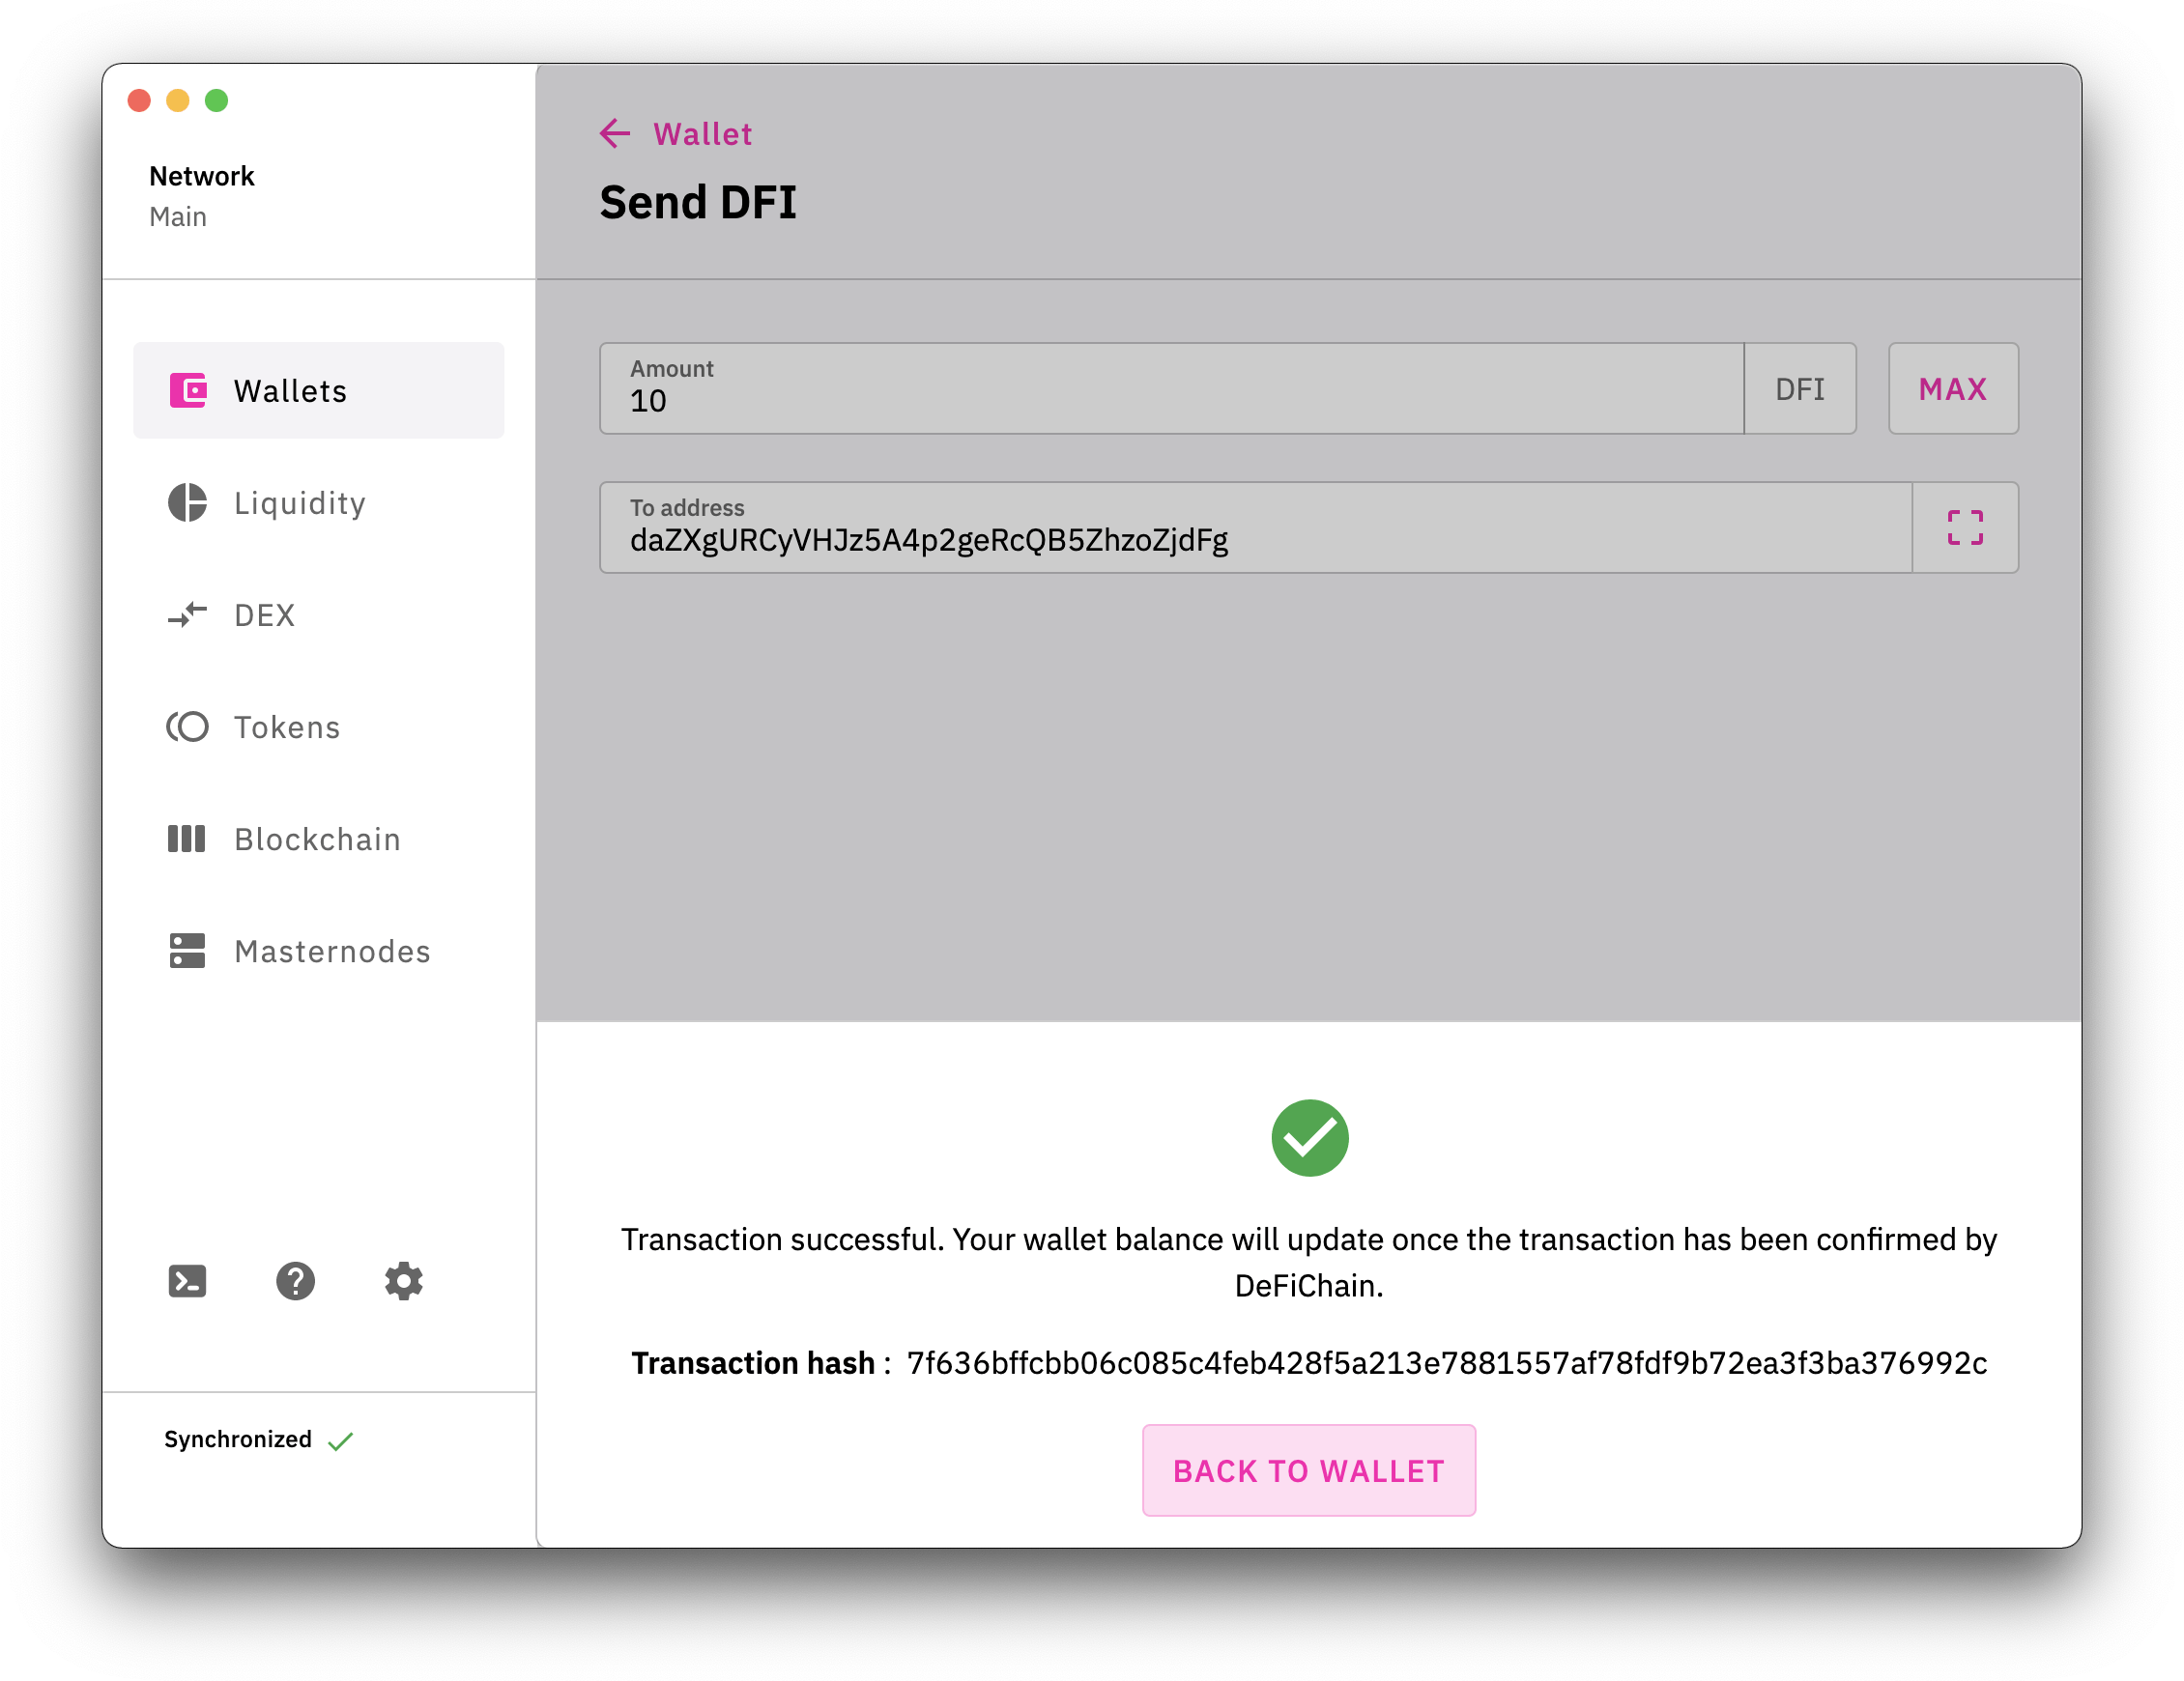 Network
Main
Wallets
Liquidity
DEX
Tokens
Blockchain
Masternodes
Synchronized
Wallet
Send DFI
Amount
10
DFI
MAX
To address
daZXgURCyVHJz5A4p2geRcQB5ZhzoZjdFg
Transaction successful. Your wallet balance will update once the transaction has been confirmed by
DeFiChain.
Transaction hash : 7f636bffcbb06c085c4feb428f5a213e7881557af78fdf9b72ea3f3ba376992c
BACK TO WALLET